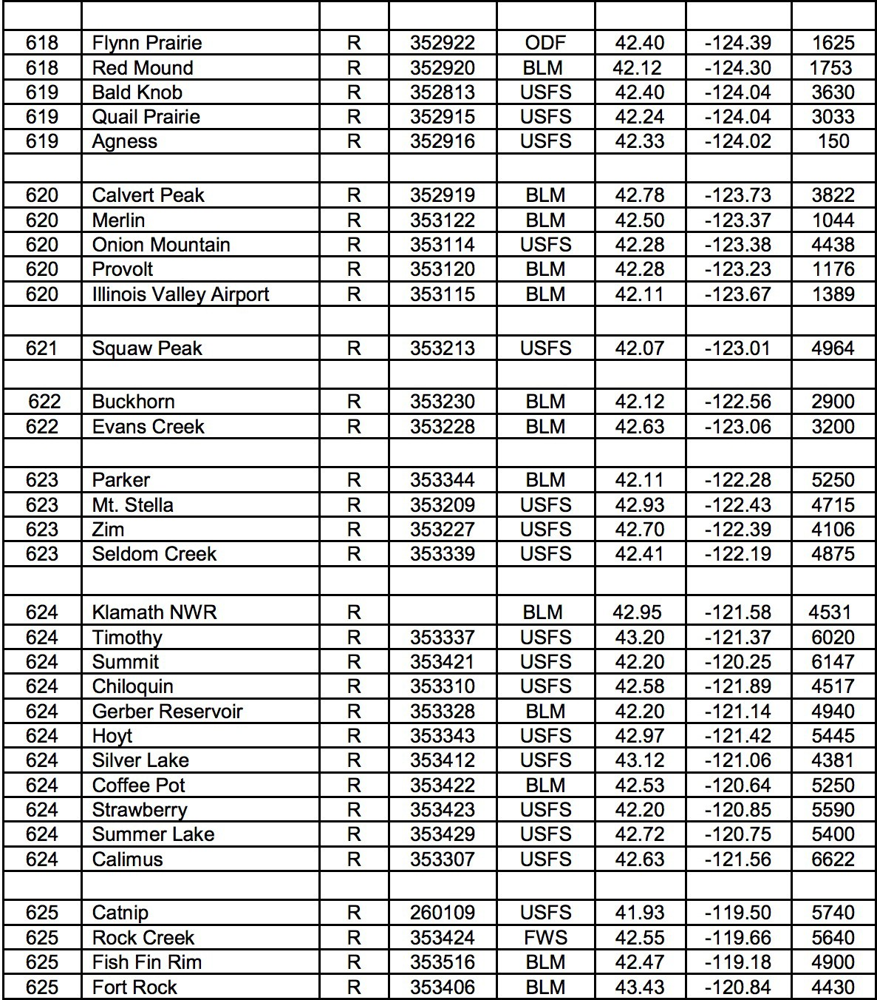 618 Flynn Prairie R 352922 ODF 42.40 -124.39 1625
618 Red Mound R 352920 BLM 42.12 -124.30 1753
619 Bald Knob R 352813 USFS 42.40 -124.04 3630
619 Quail Prairie R 352915 USFS 42.24 -124.04 3033
619 Agness R 352916 USFS 42.33 -124.02 150
620 Calvert Peak R 352919 BLM 42.78 -123.73 3822
620 Merlin R 353122 BLM 42.50 -123.37 1044
620 Onion Mountain R 353114 USFS 42.28 -123.38 4438
620 Provolt R 353120 BLM 42.28 -123.23 1176
620 Illinois Valley Airport R 353115 BLM 42.11 -123.67 1389
621 Squaw Peak R 353213 USFS 42.07 -123.01 4964
622 Buckhorn R 353230 BLM 42.12 -122.56 2900
622 Evans Creek R 353228 BLM 42.63 -123.06 3200
623 Parker R 353344 BLM 42.11 -122.28 5250
623 Mt. Stella R 353209 USFS 42.93 -122.43 4715
623 Zim R 353227 USFS 42.70 -122.39 4106
623 Seldom Creek R 353339 USFS 42.41 -122.19 4875
624 Klamath NWR R BLM 42.95 -121.58 4531
624 Timothy R 353337 USFS 43.20 -121.37 6020
624 Summit R 353421 USFS 42.20 -120.25 6147
624 Chiloquin R 353310 USFS 42.58 -121.89 4517
624 Gerber Reservoir R 353328 BLM 42.20 -121.14 4940
624 Hoyt R 353343 USFS 42.97 -121.42 5445
624 Silver Lake R 353412 USFS 43.12 -121.06 4381
624 Coffee Pot R 353422 BLM 42.53 -120.64 5250
624 Strawberry R 353423 USFS 42.20 -120.85 5590
624 Summer Lake R 353429 USFS 42.72 -120.75 5400
624 Calimus R 353307 USFS 42.63 -121.56 6622
625 Catnip R 260109 USFS 41.93 -119.50 5740
625 Rock Creek R 353424 FWS 42.55 -119.66 5640
625 Fish Fin Rim R 353516 BLM 42.47 -119.18 4900
625 Fort Rock R 353406 BLM 43.43 -120.84 4430